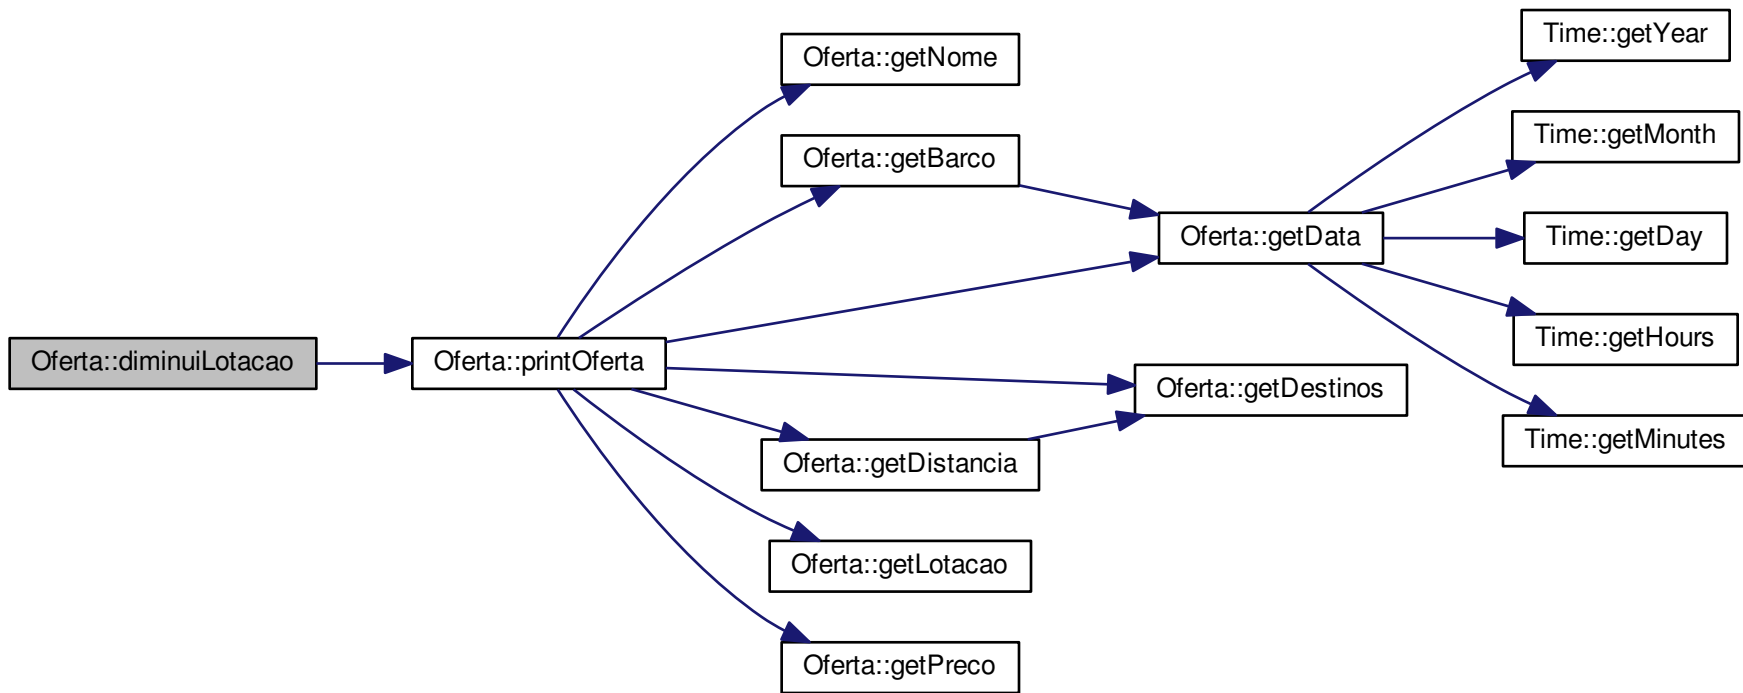 Oferta::diminuiLotacao
Oferta::printOferta
Oferta::getNome
Oferta::getBarco
Oferta::getData
Oferta::getDestinos
Oferta::getDistancia
Oferta::getLotacao
Oferta::getPreco
Time::getYear
Time::getMonth
Time::getDay
Time::getHours
Time::getMinutes